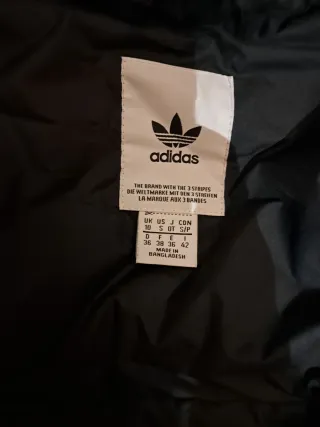 adidas
THE BRAND WITH THE 3 STRIPES
DIE WELTMARKE MIT DEN 3 STREIFEN
LA MARQUE AUX 3 BANDES
UK US J CDN
10 S OT S/P
D F E I
36 38 36 42
MADE IN
BANGLADESH